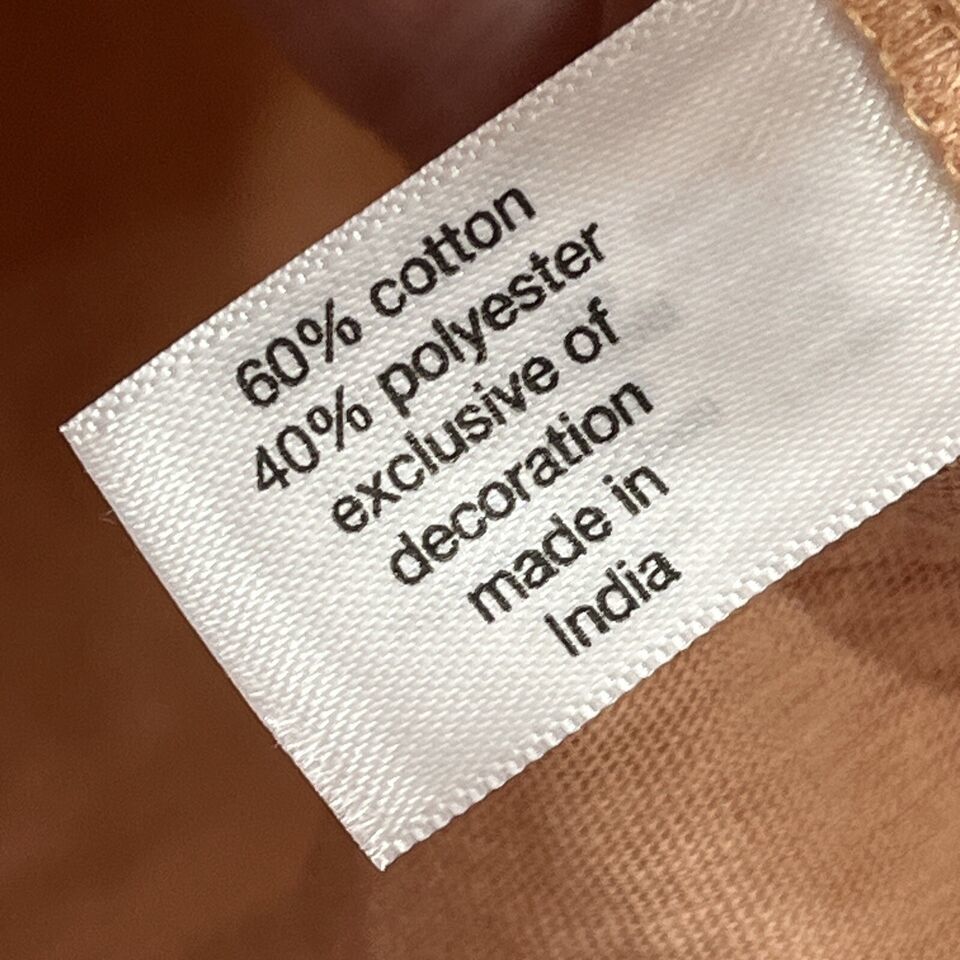 60% cotton
40% polyester
exclusive of
decoration
made in
India